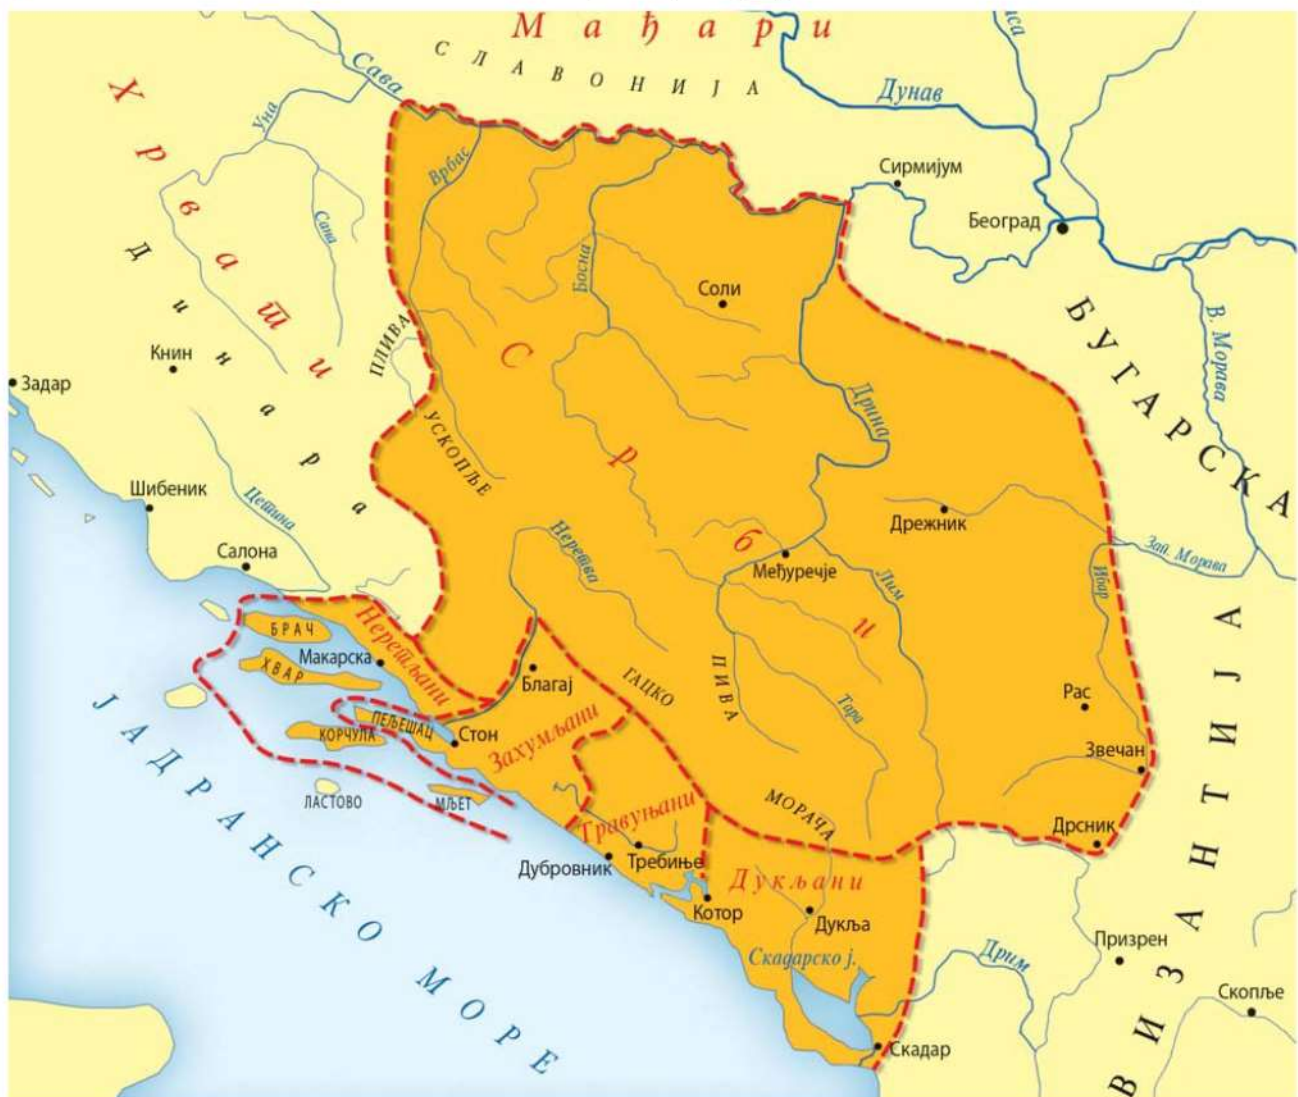 Мађари
СЛАВОНИЈА
Хрвати
Сава
Уна
Сана
Врбас
Дунав
Сирмијум
Београд
В. Морава
БУГАРСКА
Босна
Соли
ДИНАРА
Книн
Задар
ПЛИВА
УСКОПЉЕ
Срби
Дрина
Шибеник
Цетина
Салона
Неретва
Међуречје
Дрежник
Зап. Морава
Ибар
Лим
БРАЧ
ХВАР
Макарска
Неретљани
Благај
ГАЦКО
ПИВА
Тара
Рас
Звечан
ПЕЉЕШАЦ
КОРЧУЛА
Стон
Захумљани
ЛАСТОВО
МЉЕТ
Травуњани
МОРАЧА
Дрсник
Дубровник
Требиње
Дукљани
Котор
Дукља
Скадарско ј.
Дрим
Призрен
Скопље
Скадар
ЈАДРАНСКО МОРЕ
ВИЗАНТИЈА